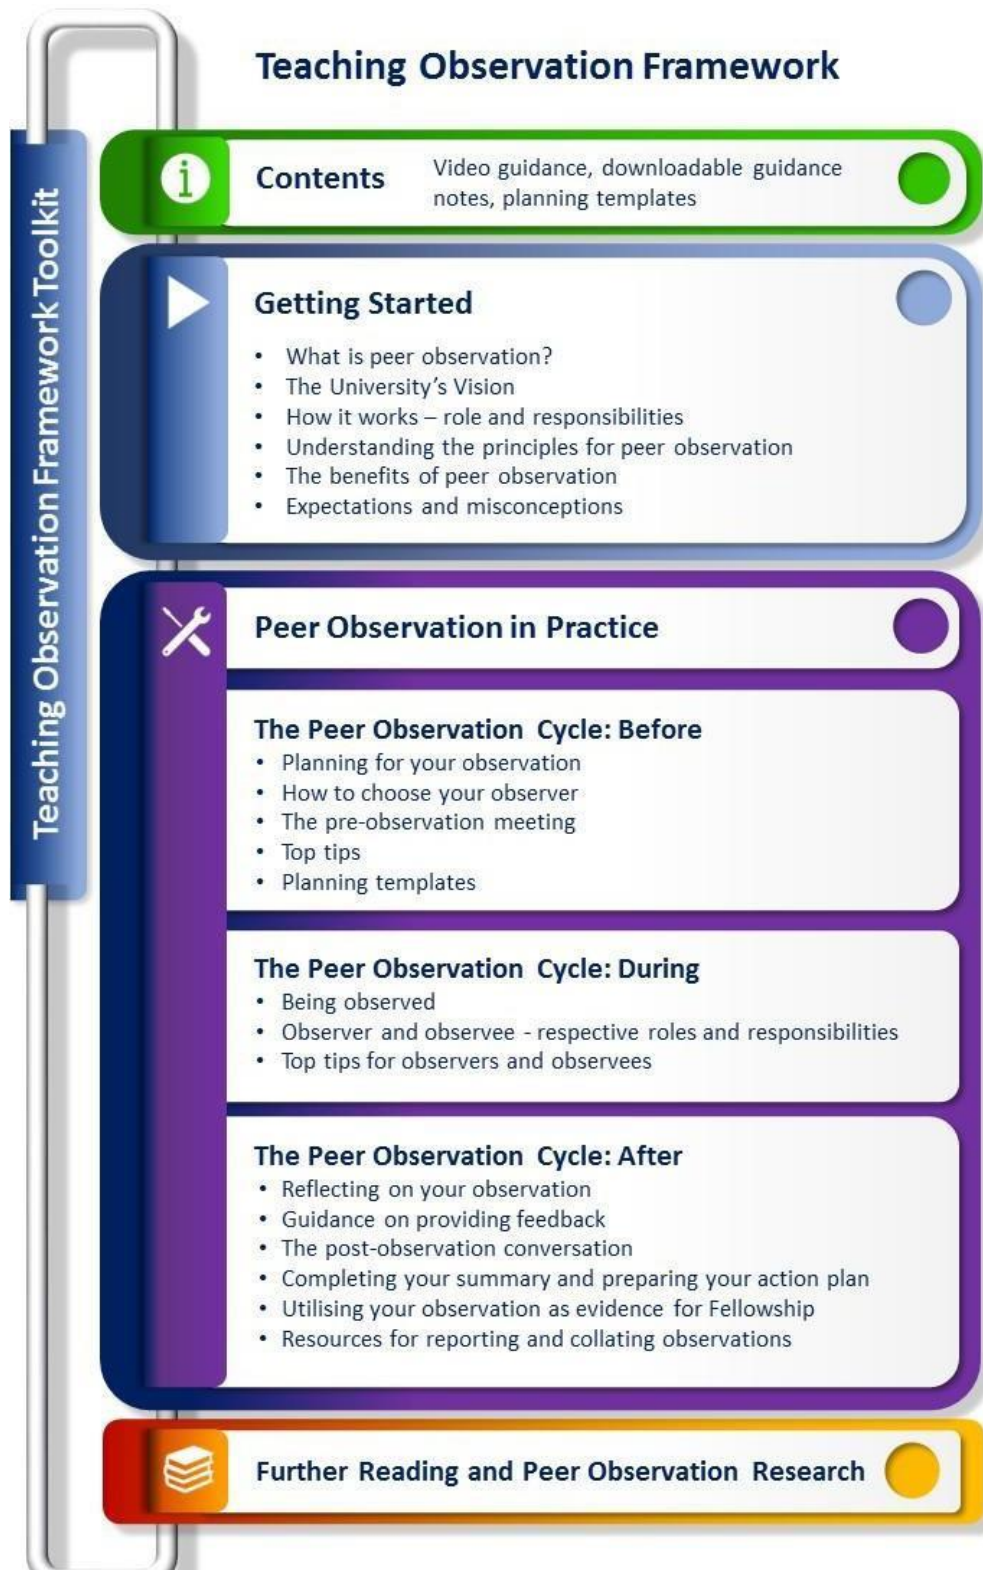 Teaching Observation Framework
Teaching Observation Framework Toolkit
Contents
Video guidance, downloadable guidance
notes, planning templates
Getting Started
• What is peer observation?
• The University’s Vision
• How it works – role and responsibilities
• Understanding the principles for peer observation
• The benefits of peer observation
• Expectations and misconceptions
Peer Observation in Practice
The Peer Observation Cycle: Before
• Planning for your observation
• How to choose your observer
• The pre-observation meeting
• Top tips
• Planning templates
The Peer Observation Cycle: During
• Being observed
• Observer and observee - respective roles and responsibilities
• Top tips for observers and observees
The Peer Observation Cycle: After
• Reflecting on your observation
• Guidance on providing feedback
• The post-observation conversation
• Completing your summary and preparing your action plan
• Utilising your observation as evidence for Fellowship
• Resources for reporting and collating observations
Further Reading and Peer Observation Research